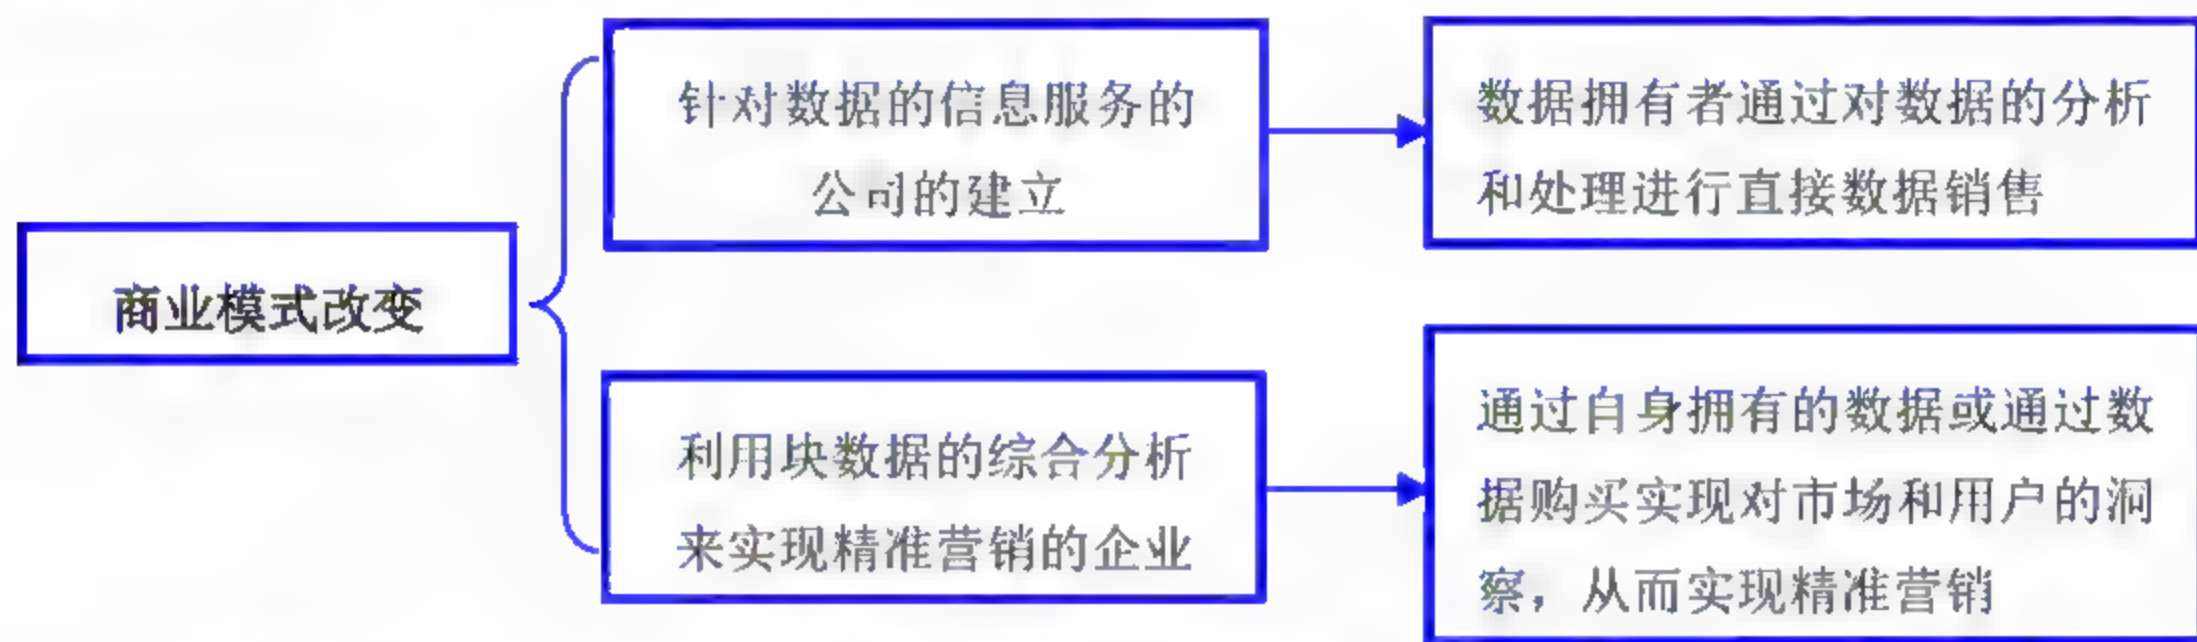 商业模式改变
针对数据的信息服务的
公司的建立
数据拥有者通过对数据的分析
和处理进行直接数据销售
利用块数据的综合分析
来实现精准营销的企业
通过自身拥有的数据或通过数
据购买实现对市场和用户的洞
察，从而实现精准营销